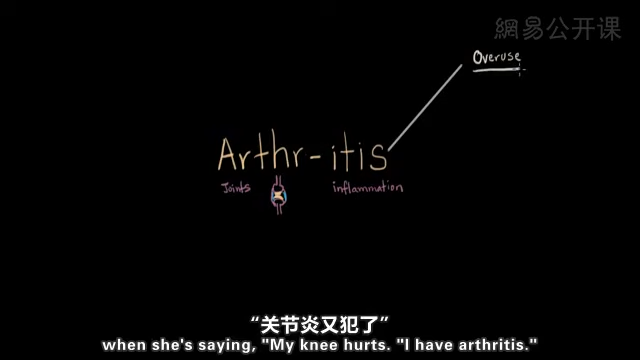 網易公开课
Overuse
Arthr-itis
Joints
inflammation
“关节炎又犯了”
when she's saying, "My knee hurts. "I have arthritis."